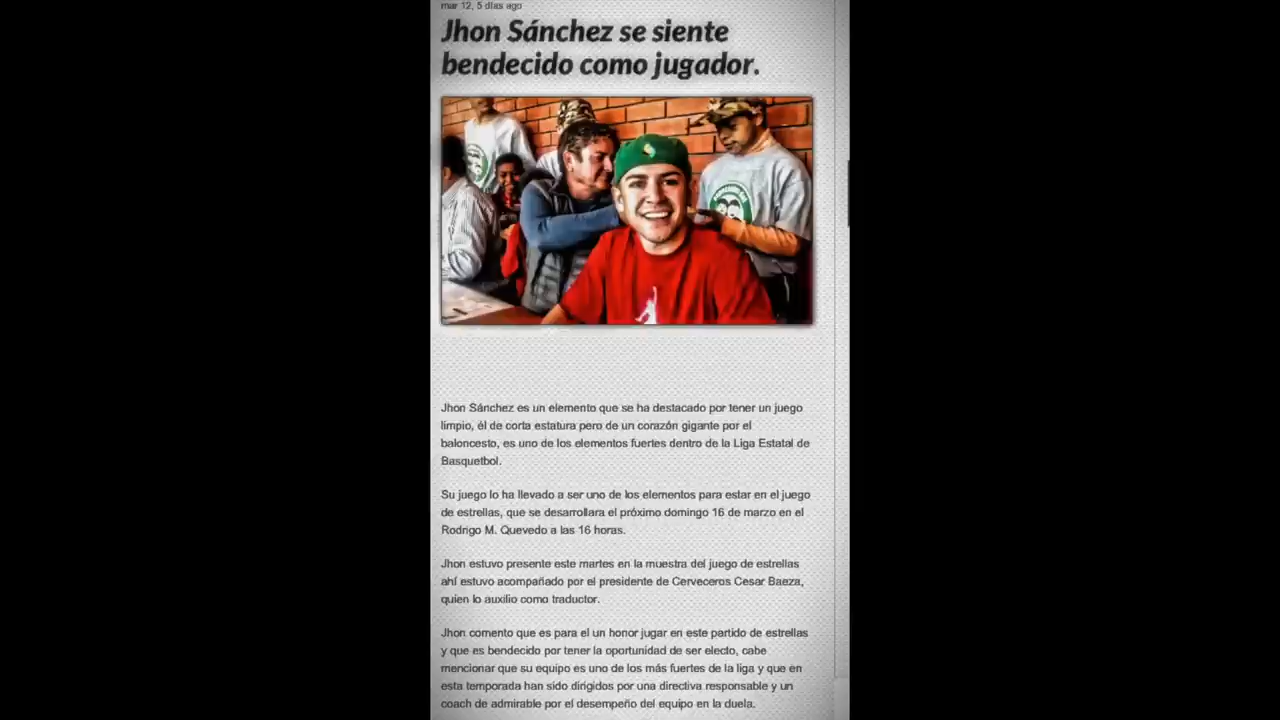 mar 12, 5 días ago
Jhon Sánchez se siente
bendecido como jugador.
Jhon Sánchez es un elemento que se ha destacado por tener un juego
limpio, él de corta estatura pero de un corazón gigante por el
baloncesto, es uno de los elementos fuertes dentro de la Liga Estatal de
Basquetbol.
Su juego lo ha llevado a ser uno de los elementos para estar en el juego
de estrellas, que se desarrollara el próximo domingo 16 de marzo en el
Rodrigo M. Quevedo a las 16 horas.
Jhon estuvo presente este martes en la muestra del juego de estrellas
ahí estuvo acompañado por el presidente de Cerveceros Cesar Baeza,
quien lo auxilio como traductor.
Jhon comento que es para el un honor jugar en este partido de estrellas
y que es bendecido por tener la oportunidad de ser electo, cabe
mencionar que su equipo es uno de los más fuertes de la liga y que en
esta temporada han sido dirigidos por una directiva responsable y un
coach de admirable por el desempeño del equipo en la duela.